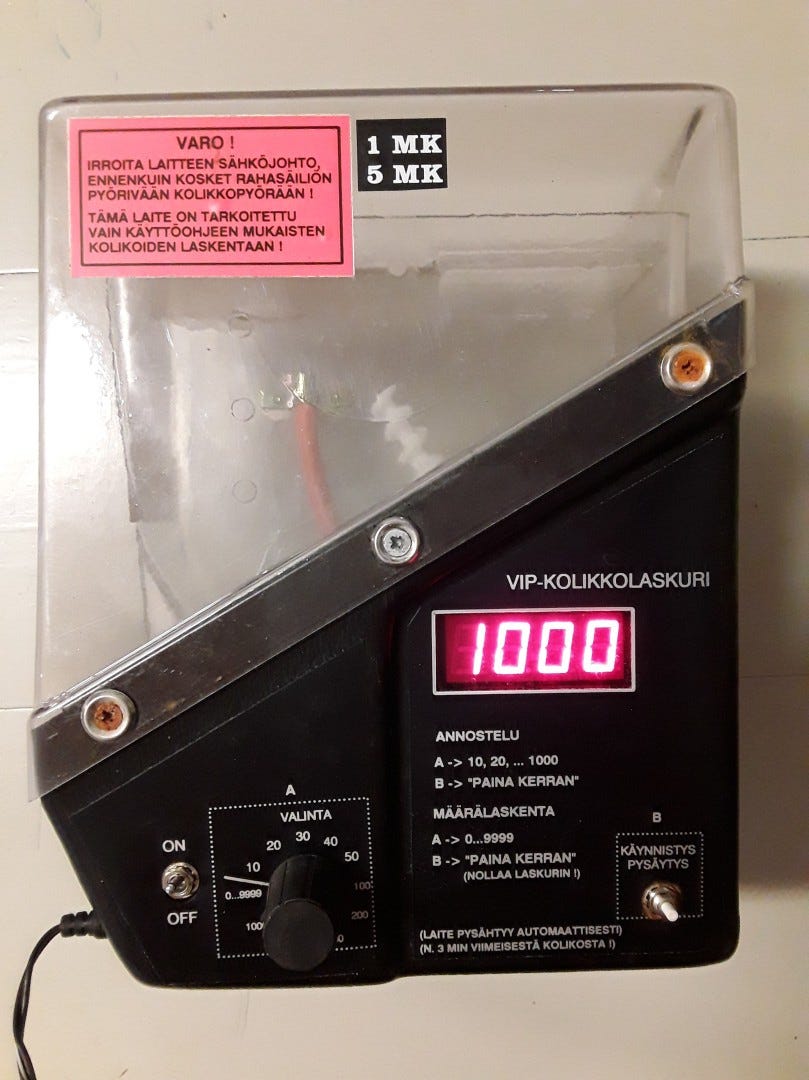 VARO !
IRROITA LAITTEEN SÄHKÖJOHTO,
ENNENKUIN KOSKET RAHASÄILIÖN
PYÖRIVÄÄN KOLIKKOPYÖRÄÄN !
TÄMÄ LAITE ON TARKOITETTU
VAIN KÄYTTÖOHJEEN MUKAISTEN
KOLIKOIDEN LASKENTAAN !
1 MK
5 MK
VIP-KOLIKKOLASKURI
1000
ANNOSTELU
A -> 10, 20, ... 1000
B -> "PAINA KERRAN"
MÄÄRÄLASKENTA
A -> 0...9999
B -> "PAINA KERRAN"
(NOLLAA LASKURIN !)
(LAITE PYSÄHTYY AUTOMAATTISESTI)
(N. 3 MIN VIIMEISESTÄ KOLIKOSTA !)
A
VALINTA
0...9999
10
20
30
40
50
100
200
ON
OFF
B
KÄYNNISTYS
PYSÄYTYS